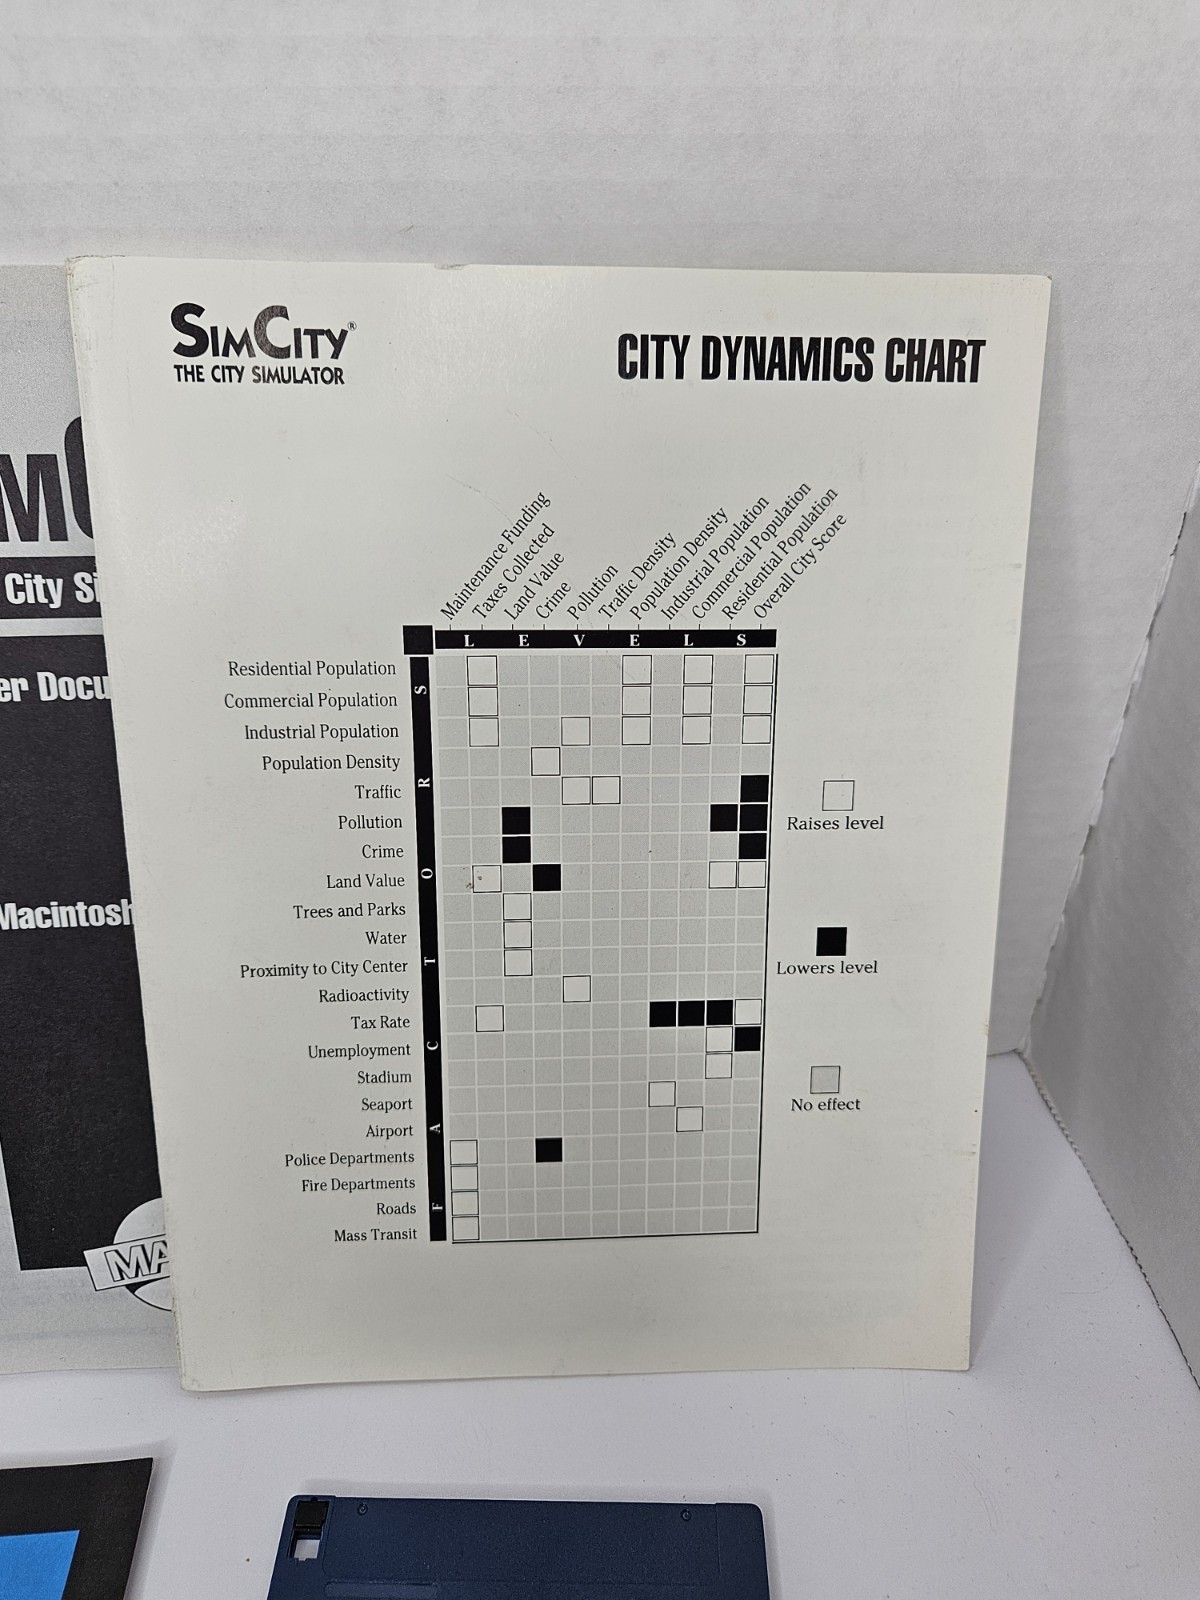 SIMCITY®
THE CITY SIMULATOR
CITY DYNAMICS CHART
Maintenance Funding
Taxes Collected
Land Value
Crime
Pollution
Traffic Density
Population Density
Industrial Population
Commercial Population
Residential Population
Overall City Score
LEVELS
FACTORS
Residential Population
Commercial Population
Industrial Population
Population Density
Traffic
Pollution
Crime
Land Value
Trees and Parks
Water
Proximity to City Center
Radioactivity
Tax Rate
Unemployment
Stadium
Seaport
Airport
Police Departments
Fire Departments
Roads
Mass Transit
Raises level
Lowers level
No effect
City Si
er Docu
Macintosh
MA